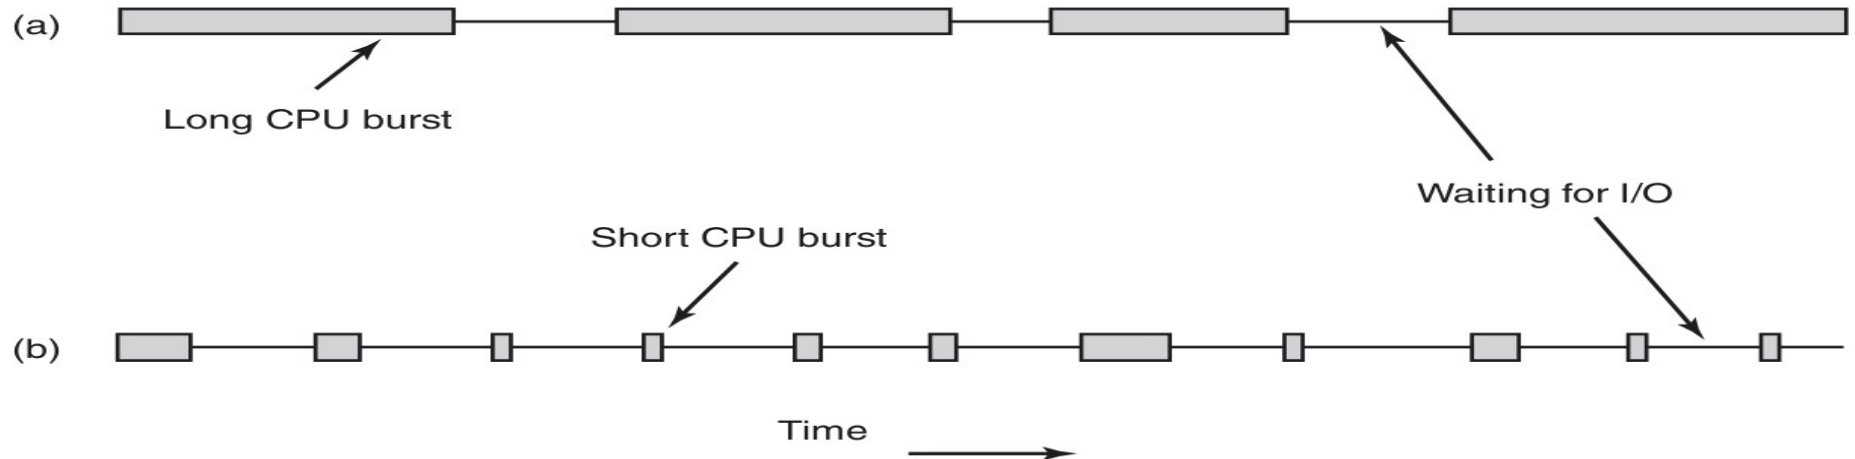 (a)
Long CPU burst
Waiting for I/O
Short CPU burst
(b)
Time